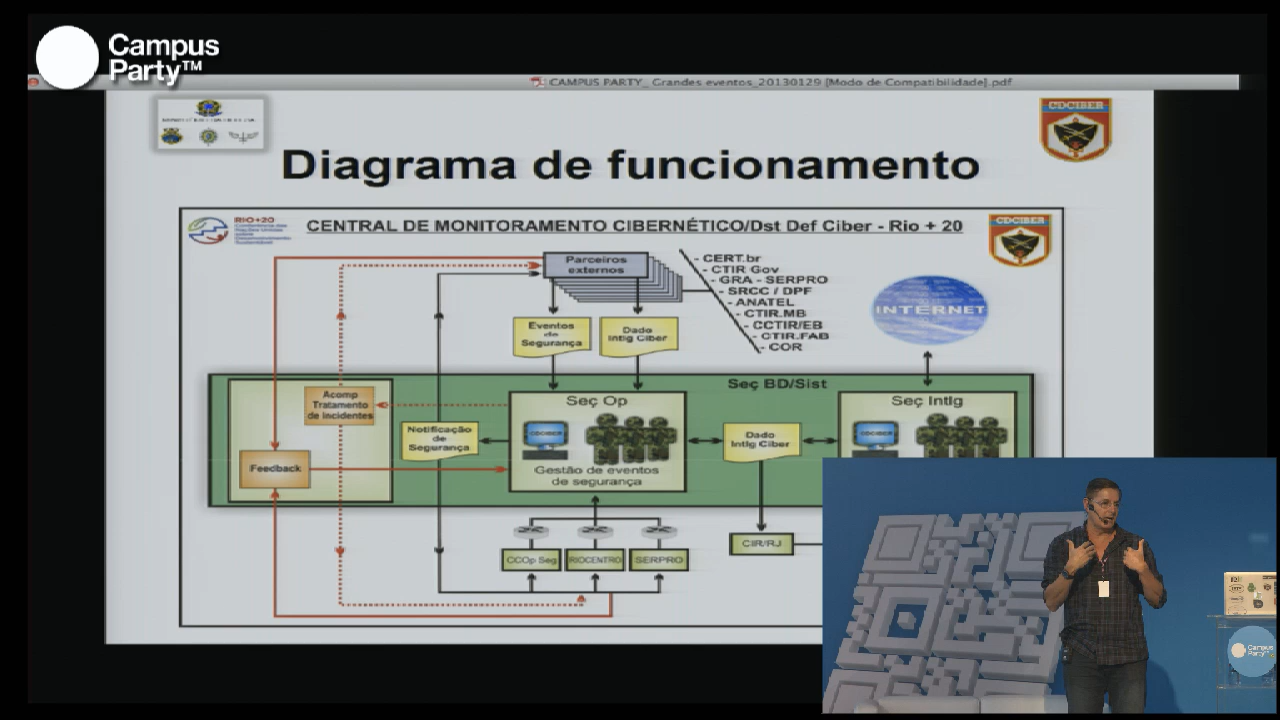 Campus
Party™
CAMPUS PARTY_ Grandes eventos_20130129 [Modo de Compatibilidade].pdf
CDCIBER
Diagrama de funcionamento
RIO+20
CENTRAL DE MONITORAMENTO CIBERNÉTICO/Dst Def Ciber - Rio + 20
CDCIBER
Parceiros
externos
- CERT.br
- CTIR Gov
- GRA - SERPRO
- SRCC / DPF
- ANATEL
- CTIR.MB
- CCTIR/EB
- CTIR.FAB
- COR
INTERNET
Eventos
de
Segurança
Dado
Intlg Ciber
Seç BD/Sist
Acomp
Tratamento
de Incidentes
Seç Op
Seç Intlg
Notificação
de
Segurança
CDCIBER
Dado
Intlg Ciber
CDCIBER
Feedback
Gestão de eventos
de segurança
CCOp Seg
RIOCENTRO
SERPRO
CIR/RJ
Campus
Party